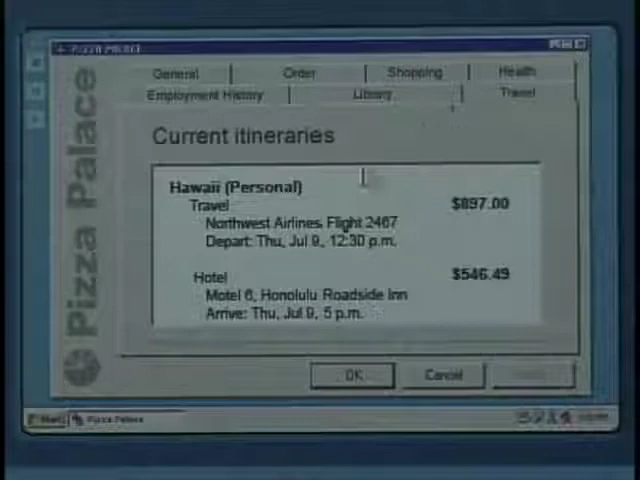 Pizza Palace
General
Order
Shopping
Health
Employment History
Library
Travel
Pizza Palace
Current itineraries
Hawaii (Personal)
Travel
$897.00
Northwest Airlines, Flight 2467
Depart: Thu, Jul 9, 12:30 p.m.
Hotel
$546.49
Motel 6, Honolulu Roadside Inn
Arrive: Thu, Jul 9, 5 p.m.
OK
Cancel
Start
Pizza Palace